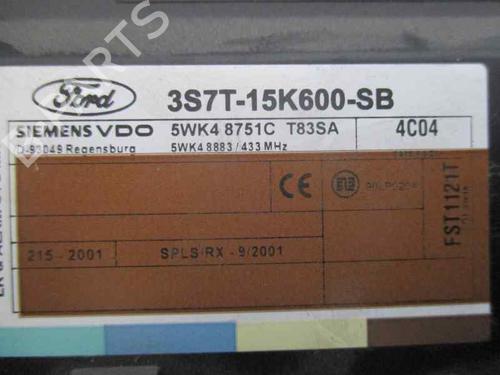 PARTS
Ford 3S7T-15K600-SB
SIEMENS VDO 5WK4 8751C T83SA 4C04
D-93049 Regensburg 5WK4 8883/433 MHz
CE
FST1121T
215-2001 SPLS/RX - 9/2001